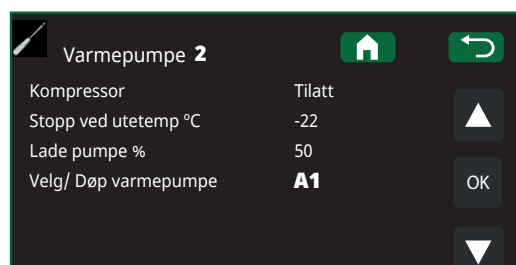 Varmepumpe 2
Kompressor Tilatt
Stopp ved utetemp °C -22
Lade pumpe % 50
Velg/ Døp varmepumpe A1
OK